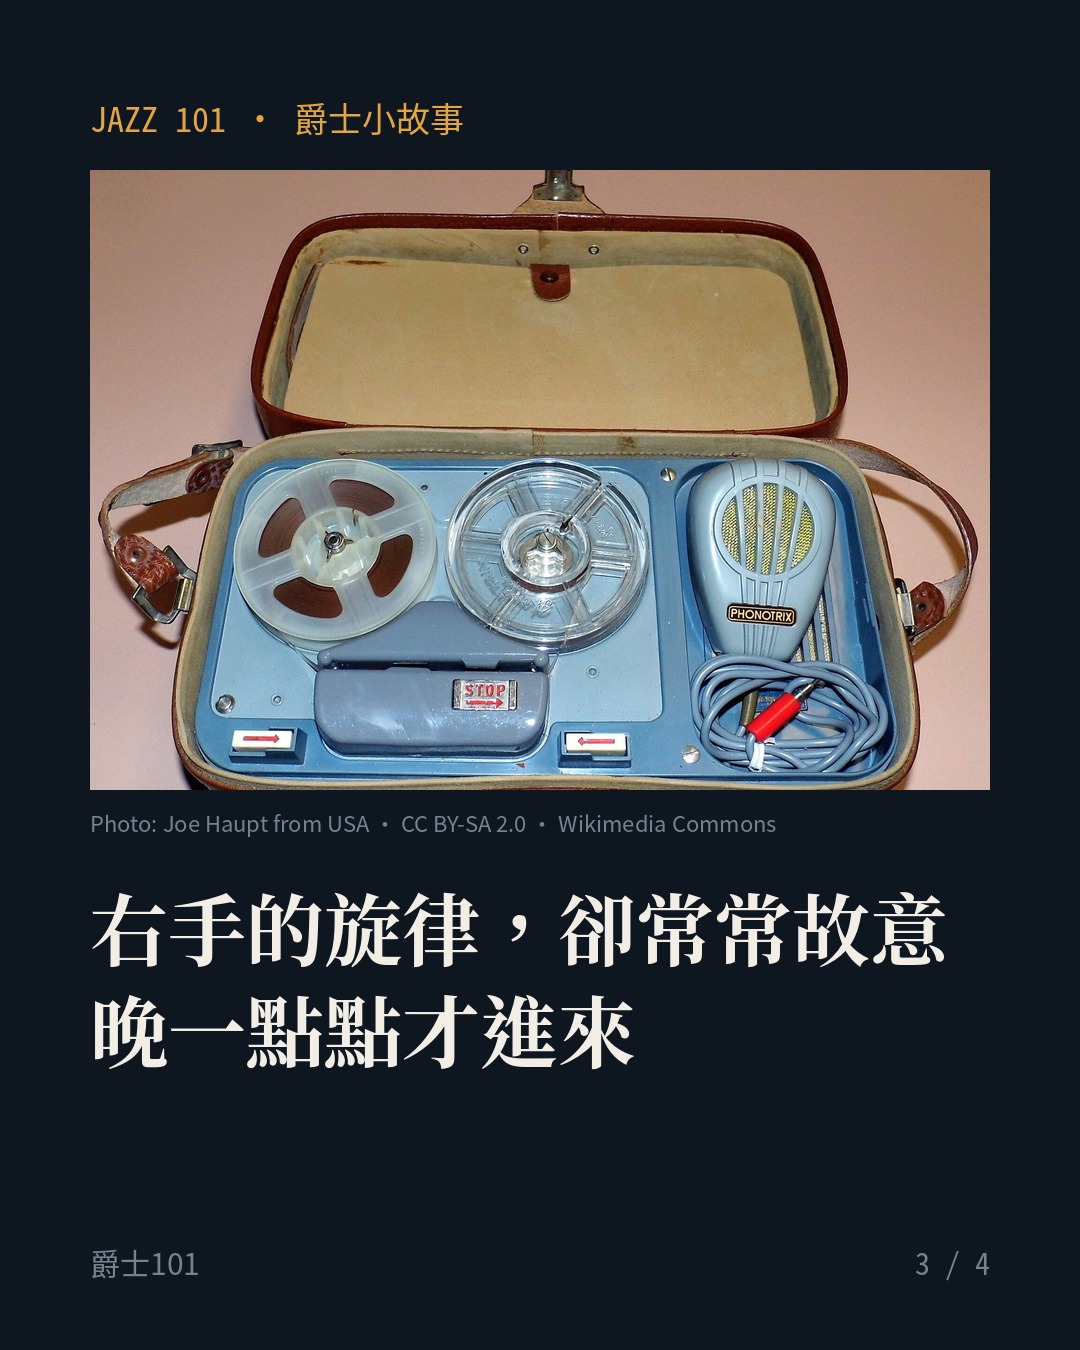 JAZZ 101 · 爵士小故事
PHONOTRIX
STOP
Photo: Joe Haupt from USA · CC BY-SA 2.0 · Wikimedia Commons
右手的旋律，卻常常故意
晚一點點才進來
爵士101
3 / 4